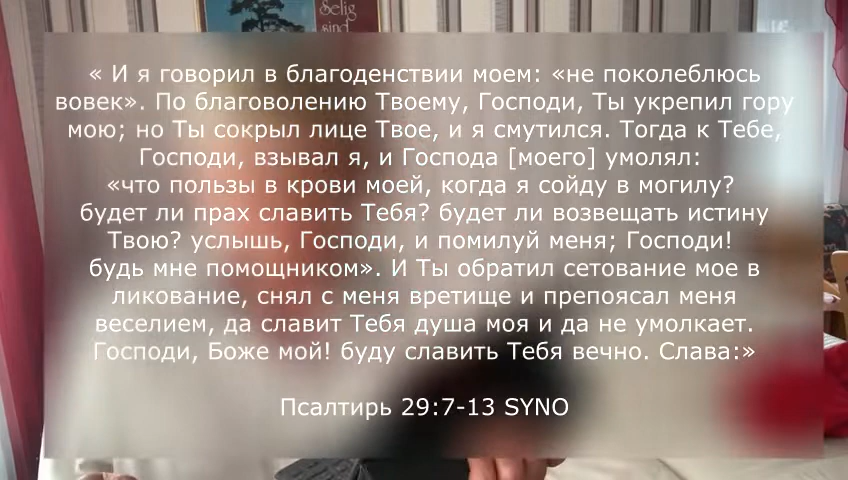 Selig
sind
« И я говорил в благоденствии моем: «не поколеблюсь
вовек». По благоволению Твоему, Господи, Ты укрепил гору
мою; но Ты сокрыл лице Твое, и я смутился. Тогда к Тебе,
Господи, взывал я, и Господа [моего] умолял:
«что пользы в крови моей, когда я сойду в могилу?
будет ли прах славить Тебя? будет ли возвещать истину
Твою? услышь, Господи, и помилуй меня; Господи!
будь мне помощником». И Ты обратил сетование мое в
ликование, снял с меня вретище и препоясал меня
веселием, да славит Тебя душа моя и да не умолкает.
Господи, Боже мой! буду славить Тебя вечно. Слава:»
Псалтирь 29:7-13 SYNO